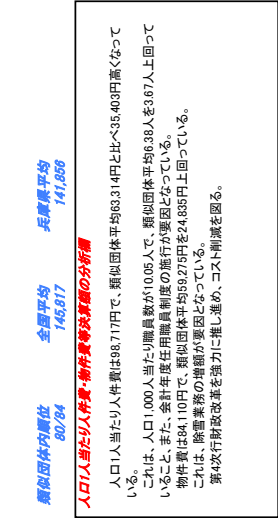 類似団体内順位 全国平均 兵庫県平均
80/84 145,817 141,856
人口1人当たり人件費・物件費等決算額の分析欄
人口1人当たり人件費は98,717円で、類似団体平均63,314円と比べ35,403円高くなって
いる。
これは、人口1,000人当たり職員数が10.05人で、類似団体平均6.38人を3.67人上回って
いること、また、会計年度任用職員制度の施行が要因となっている。
物件費は84,110円で、類似団体平均59,275円を24,835円上回っている。
これは、除雪業務の増額が要因となっている。
第4次行財政改革を強力に推し進め、コスト削減を図る。